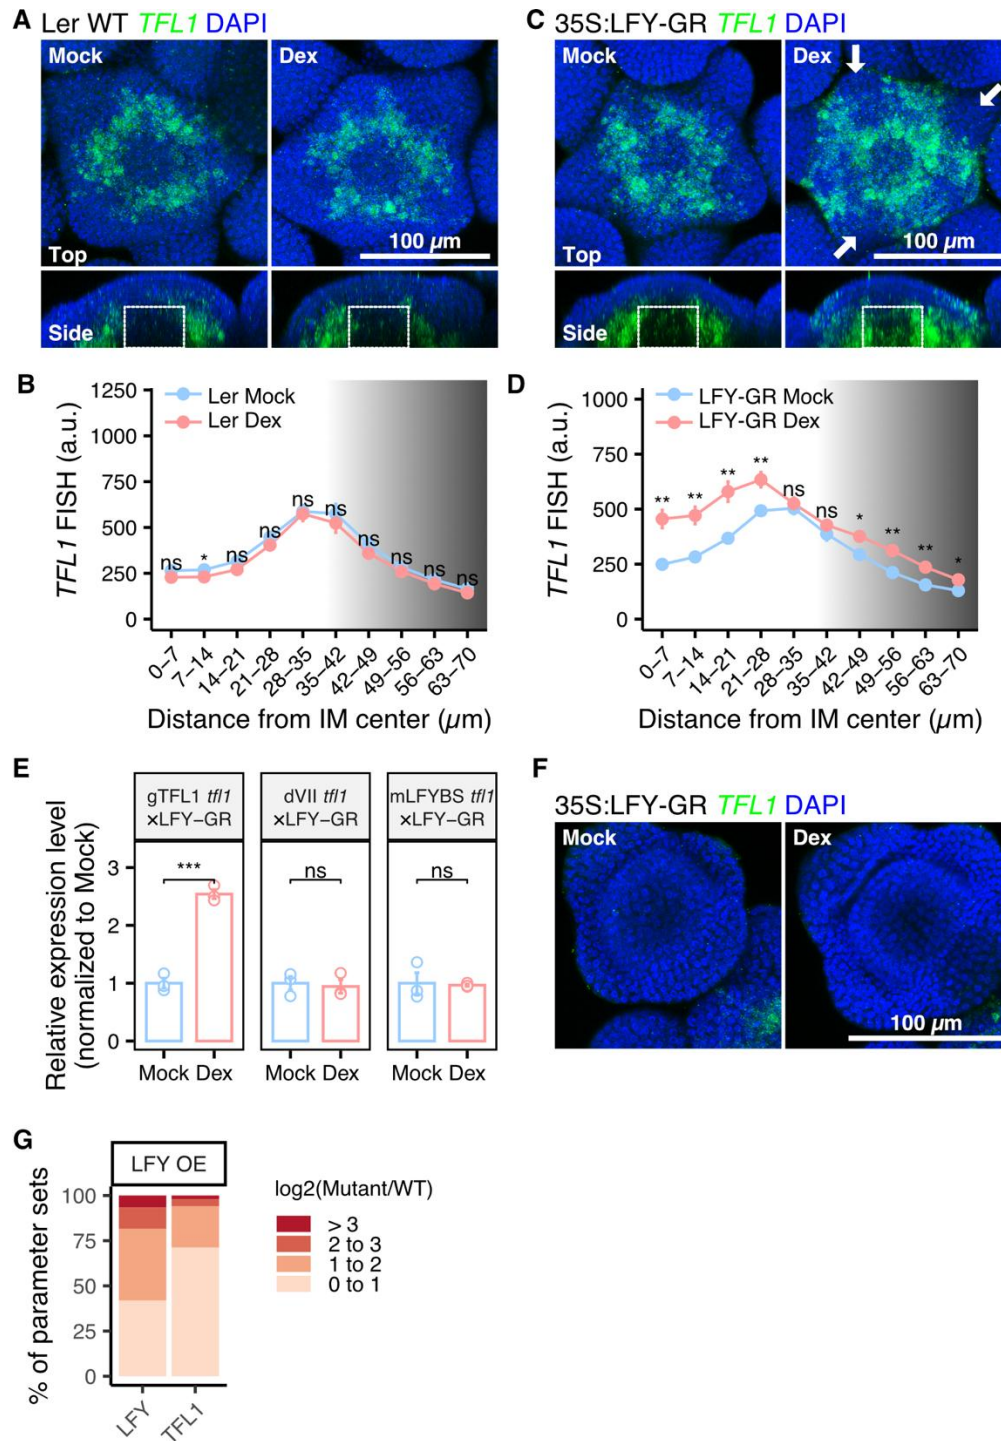 A Ler WT TFL1 DAPI
Mock
Dex
Top
100 µm
Side
B
TFL1 FISH (a.u.)
1250
1000
750
500
250
0
Ler Mock
Ler Dex
ns * ns ns ns ns ns ns ns ns
0–7 7–14 14–21 21–28 28–35 35–42 42–49 49–56 56–63 63–70
Distance from IM center (µm)
C 35S:LFY-GR TFL1 DAPI
Mock
Dex
Top
100 µm
Side
Side
D
TFL1 FISH (a.u.)
1000
750
500
250
0
LFY-GR Mock
LFY-GR Dex
** ** ** ** ns ns * ** ** *
0–7 7–14 14–21 21–28 28–35 35–42 42–49 49–56 56–63 63–70
Distance from IM center (µm)
E
Relative expression level
(normalized to Mock)
3
2
1
0
gTFL1 tfl1
×LFY−GR
***
Mock Dex
dVII tfl1
×LFY−GR
ns
Mock Dex
mLFYBS tfl1
×LFY−GR
ns
Mock Dex
F
35S:LFY-GR TFL1 DAPI
Mock
Dex
100 µm
G
LFY OE
% of parameter sets
100
75
50
25
0
LFY
TFL1
log2(Mutant/WT)
> 3
2 to 3
1 to 2
0 to 1